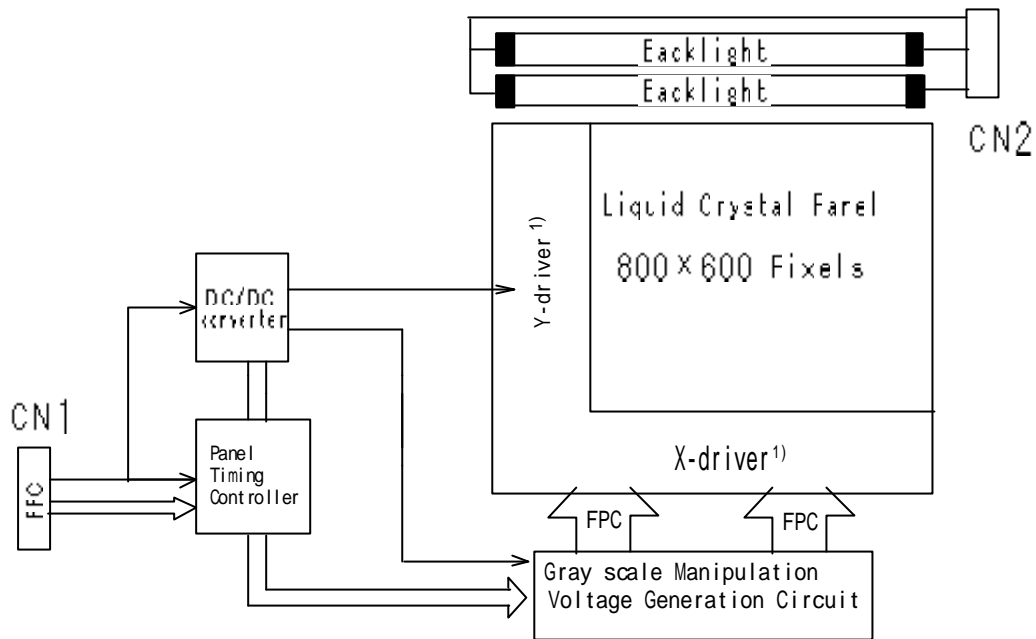 Eacklight
Eacklight
CN2
Liquid Crystal Farel
800 × 600 Fixels
Y-driver 1)
X-driver 1)
DC/DC
converter
CN1
FFC
Panel
Timing
Controller
FPC
FPC
Gray scale Manipulation
Voltage Generation Circuit